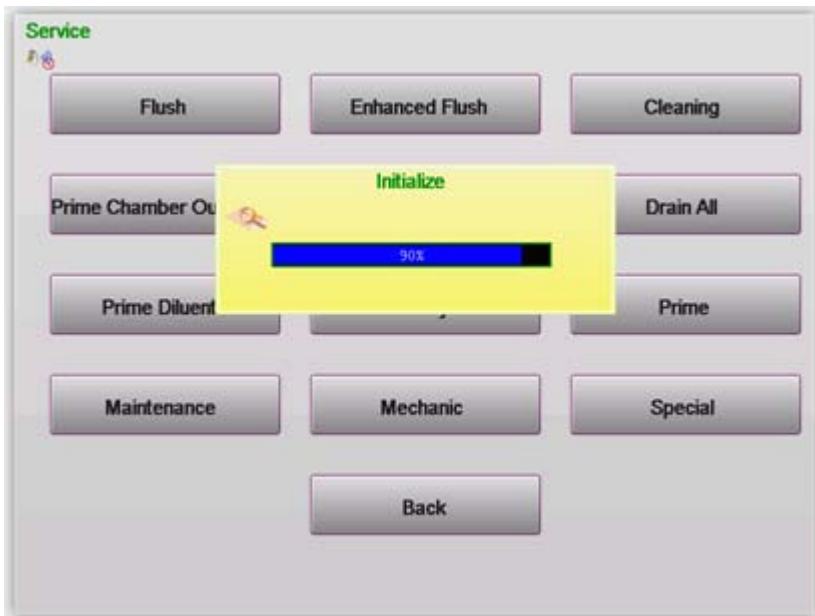 Service
Flush
Enhanced Flush
Cleaning
Initialize
Prime Chamber Ou
Drain All
90%
Prime Diluent
Prime
Maintenance
Mechanic
Special
Back